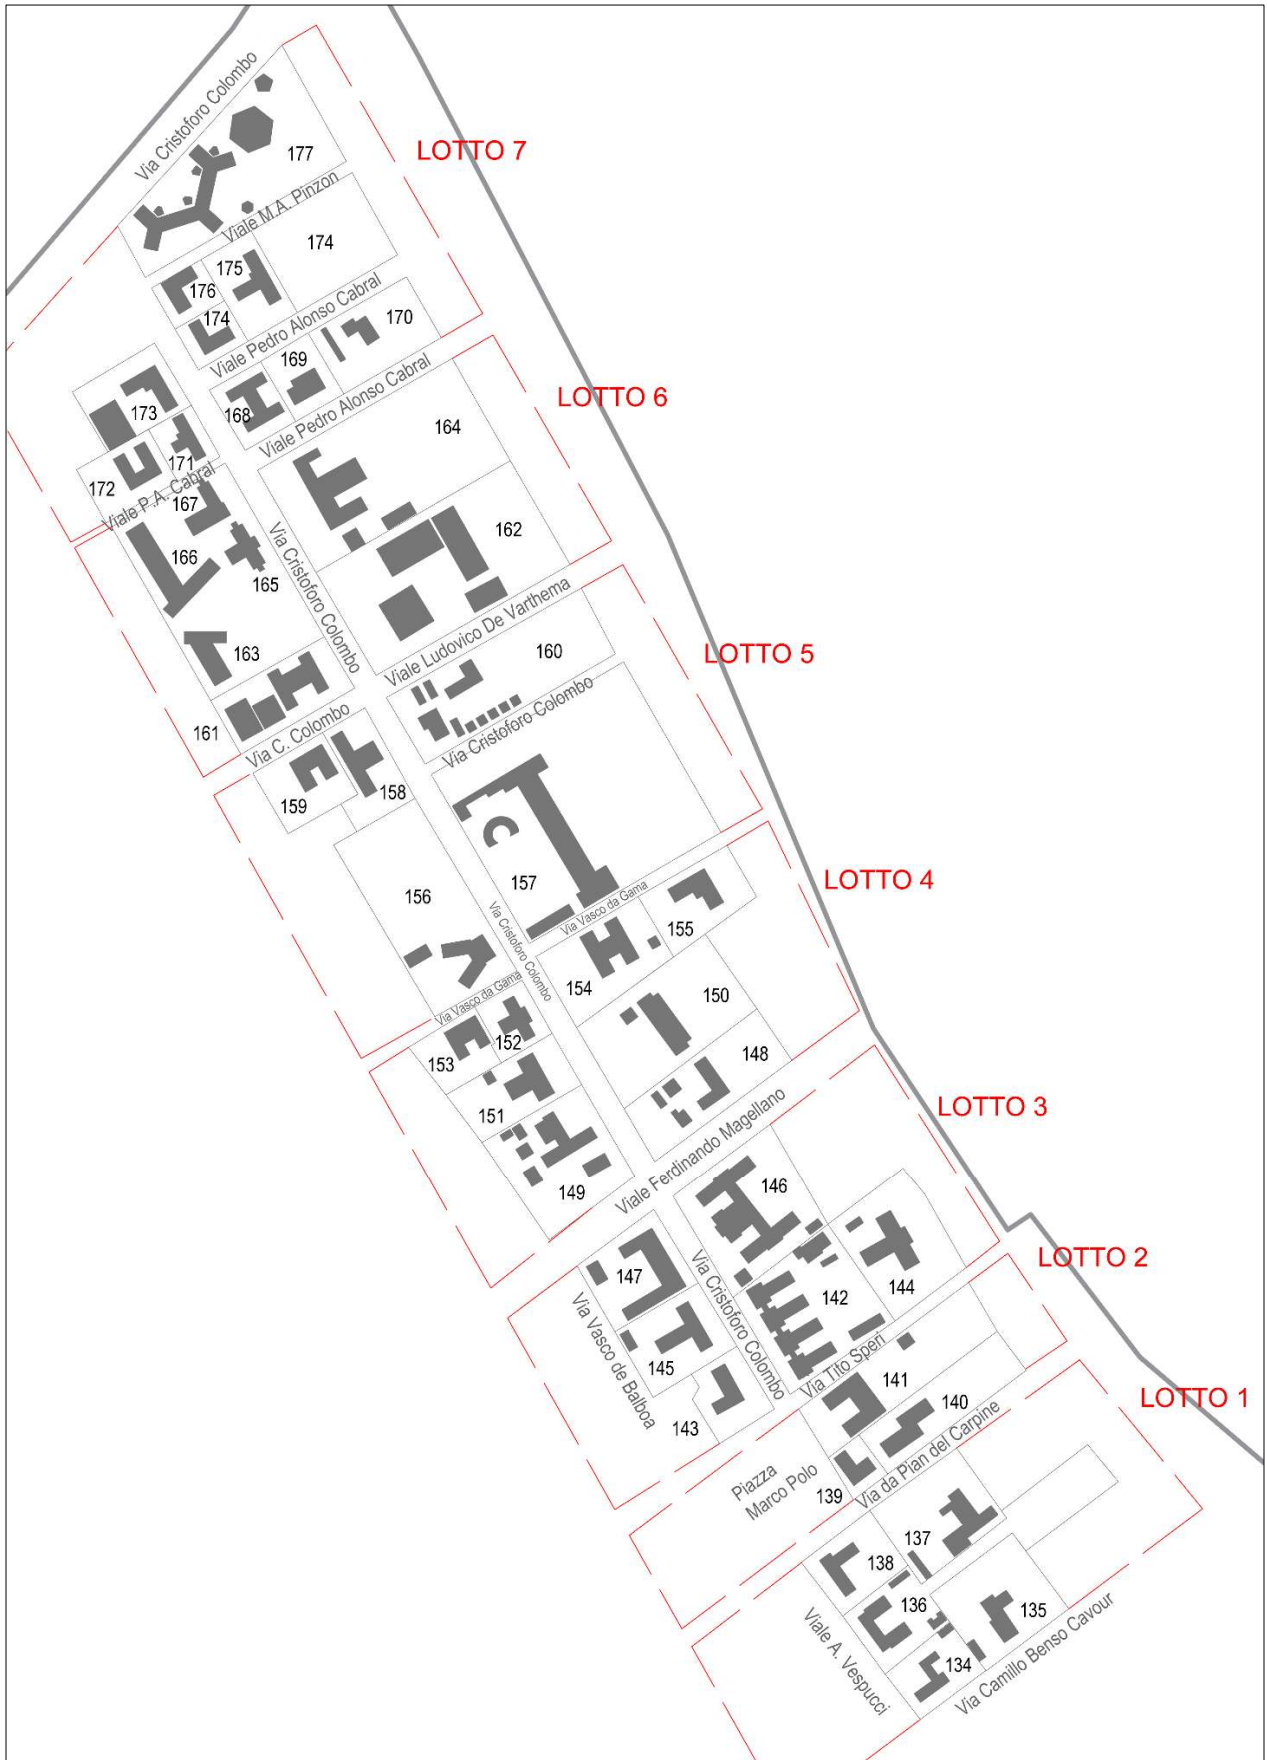 Via Cristoforo Colombo
177
LOTTO 7
Viale M.A. Pinzon
174
175
176
174
Viale Pedro Alonso Cabral
170
169
168
Viale Pedro Alonso Cabral
LOTTO 6
173
171
172
Viale P.A. Cabral
164
167
166
165
162
Via Cristoforo Colombo
Viale Ludovico De Varthema
163
160
LOTTO 5
161
Via C. Colombo
Via Cristoforo Colombo
159
158
157
156
LOTTO 4
Via Vasco da Gama
Via Cristoforo Colombo
155
154
Via Vasco da Gama
150
153
152
148
151
LOTTO 3
149
Viale Ferdinando Magellano
146
147
144
142
LOTTO 2
Via Vasco de Balboa
Via Cristoforo Colombo
145
143
Via Tito Speri
141
140
LOTTO 1
Piazza
Marco Polo
139
Via da Pian del Carpine
137
138
136
135
134
Viale A. Vespucci
Via Camillo Benso Cavour